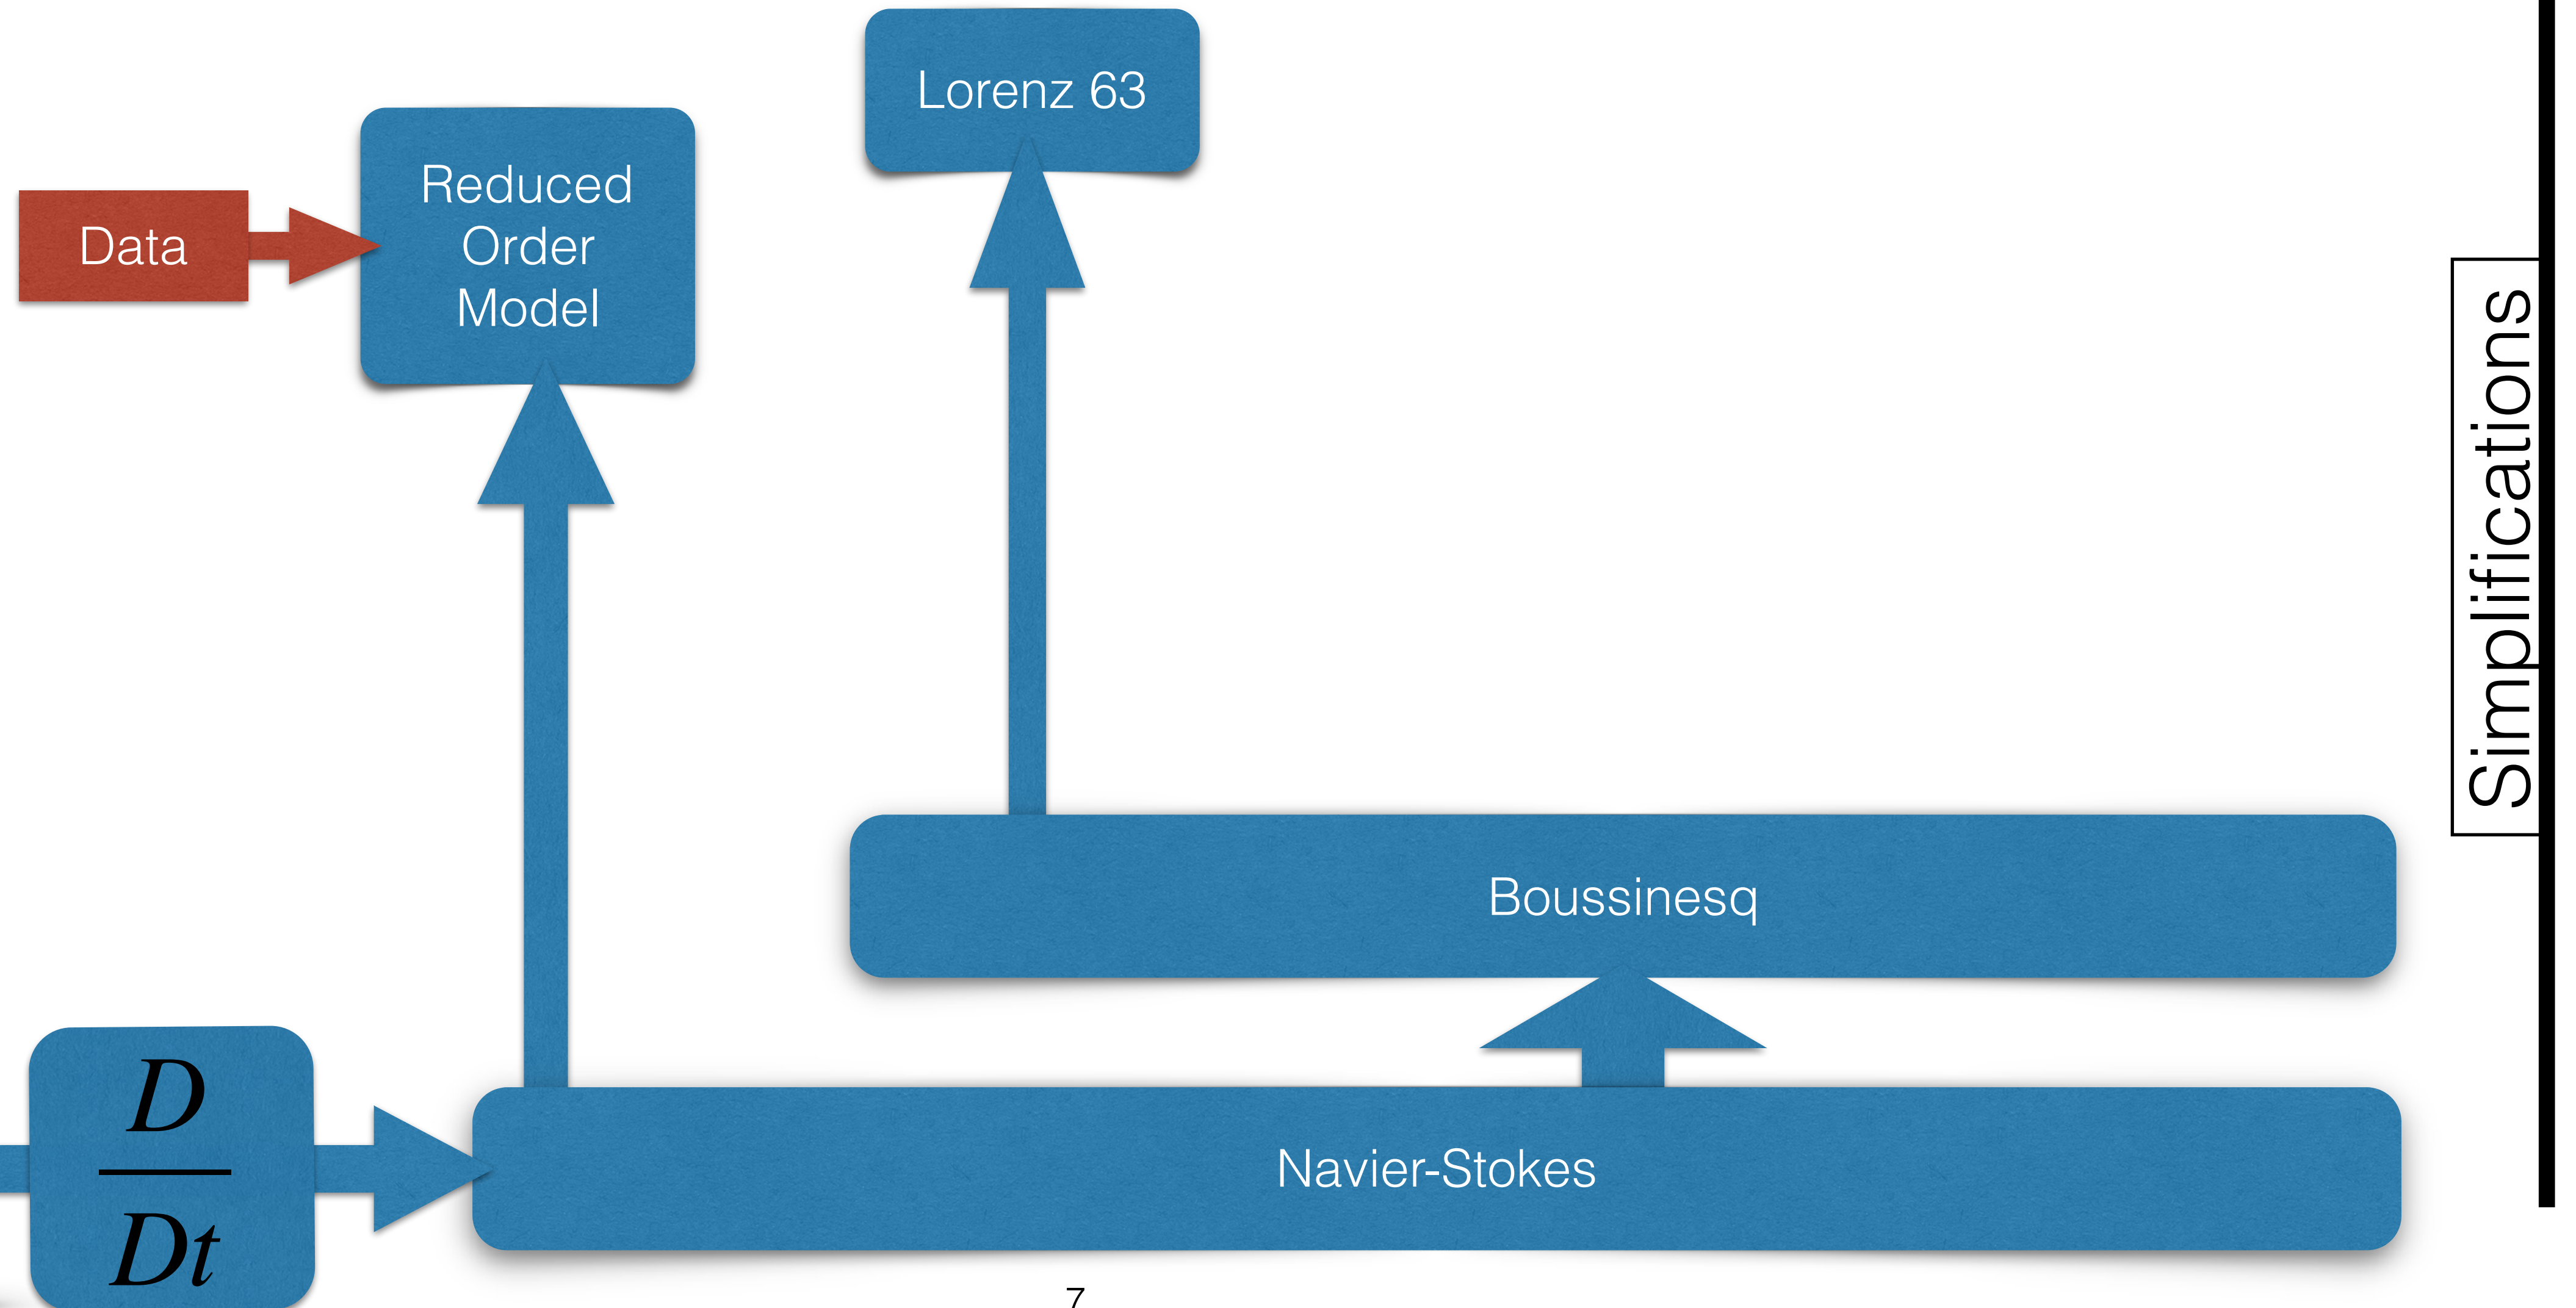 Lorenz 63
Reduced
Order
Model
Data
Simplifications
Boussinesq
D
Dt
Navier-Stokes
7